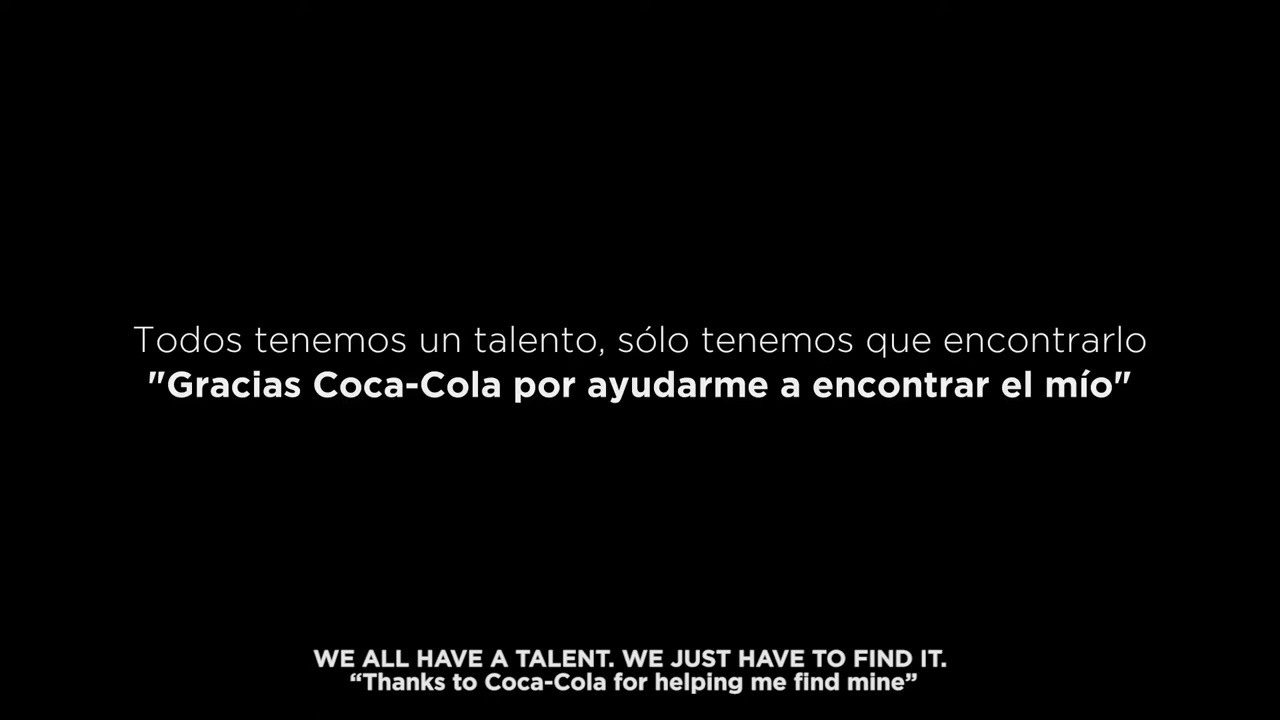 Todos tenemos un talento, sólo tenemos que encontrarlo
"Gracias Coca-Cola por ayudarme a encontrar el mío"
WE ALL HAVE A TALENT. WE JUST HAVE TO FIND IT.
“Thanks to Coca-Cola for helping me find mine”